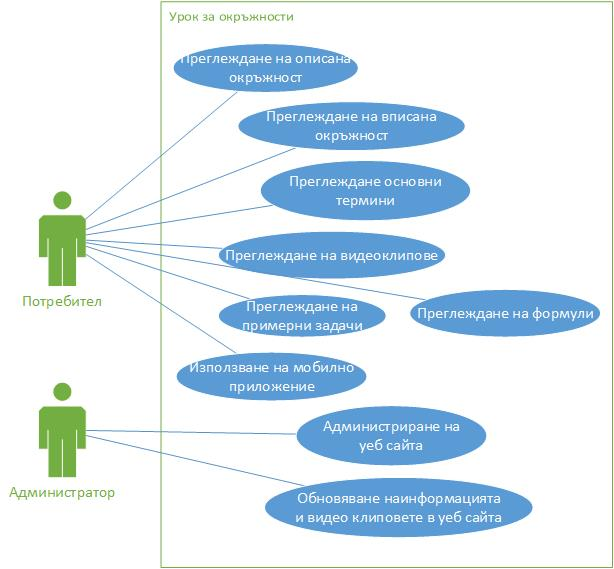 Урок за окръжности
Преглеждане на описана
окръжност
Преглеждане на вписана
окръжност
Преглеждане основни
термини
Преглеждане на видеоклипове
Преглеждане на
примерни задачи
Преглеждане на формули
Потребител
Използване на мобилно
приложение
Администриране на
уеб сайта
Администратор
Обновяване наинформацията
и видео клиповете в уеб сайта